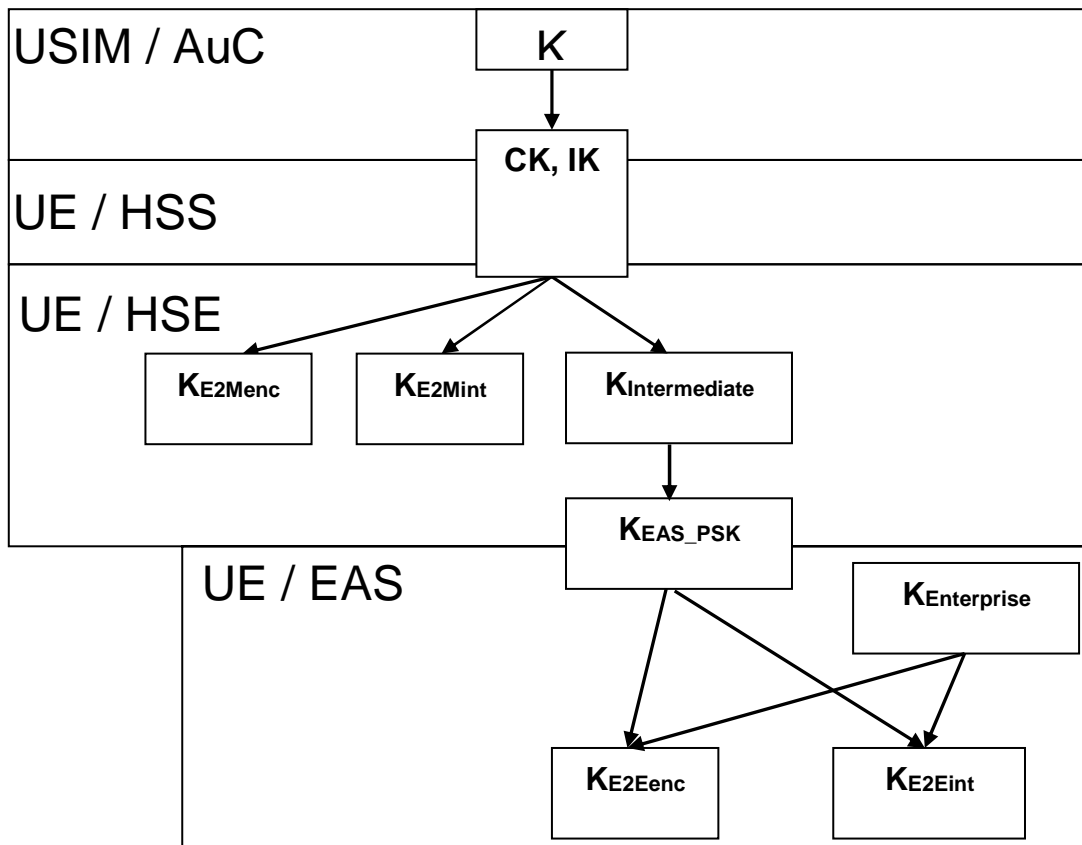 USIM / AuC
K
CK, IK
UE / HSS
UE / HSE
KE2Menc
KE2Mint
KIntermediate
KEAS_PSK
UE / EAS
KEnterprise
KE2Eenc
KE2Eint